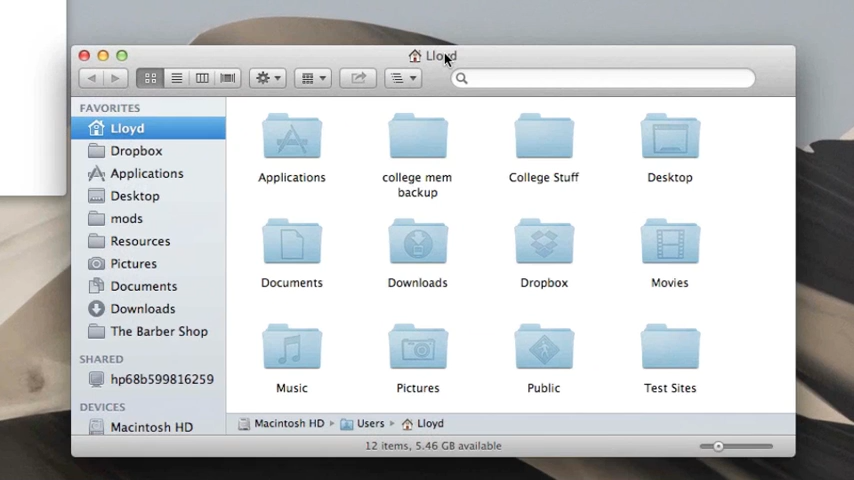 Lloyd
FAVORITES
Lloyd
Dropbox
Applications
Desktop
mods
Resources
Pictures
Documents
Downloads
The Barber Shop
SHARED
hp68b599816259
DEVICES
Macintosh HD
Applications
college mem
backup
College Stuff
Desktop
Documents
Downloads
Dropbox
Movies
Music
Pictures
Public
Test Sites
Macintosh HD Users Lloyd
12 items, 5.46 GB available